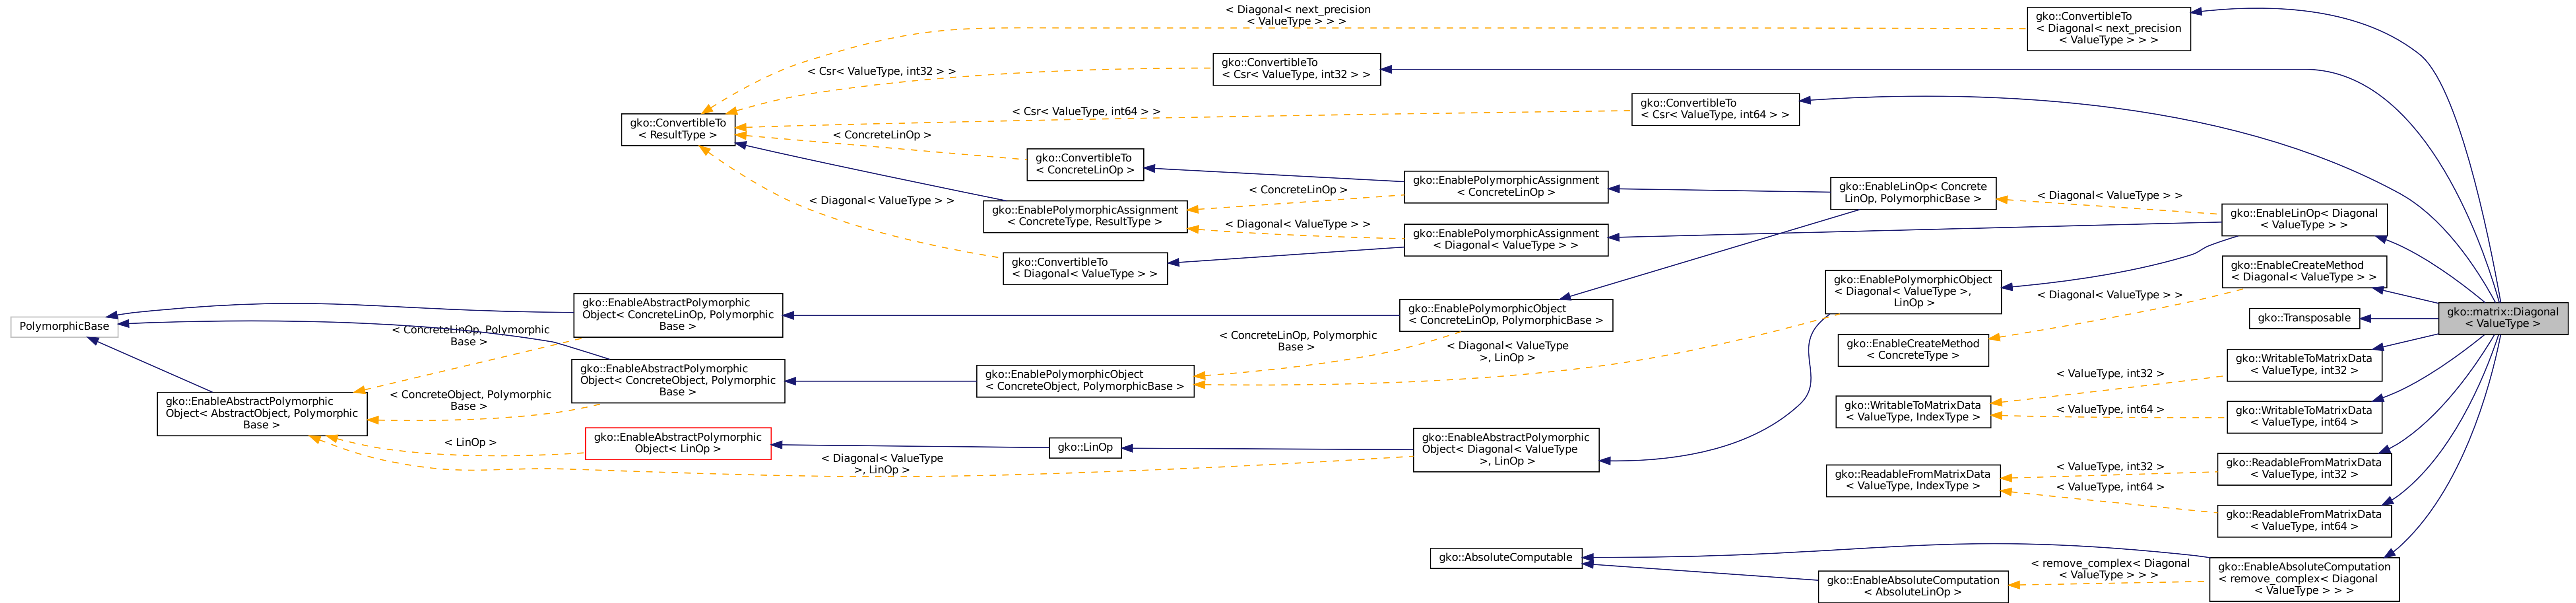 < Diagonal< next_precision
< ValueType > > >
gko::ConvertibleTo
< Diagonal< next_precision
< ValueType > > >
< Csr< ValueType, int32 > >
gko::ConvertibleTo
< Csr< ValueType, int32 > >
gko::ConvertibleTo
< ResultType >
< Csr< ValueType, int64 > >
gko::ConvertibleTo
< Csr< ValueType, int64 > >
< ConcreteLinOp >
gko::ConvertibleTo
< ConcreteLinOp >
< Diagonal< ValueType > >
gko::EnablePolymorphicAssignment
< ConcreteType, ResultType >
< ConcreteLinOp >
< Diagonal< ValueType > >
gko::EnablePolymorphicAssignment
< ConcreteLinOp >
gko::EnablePolymorphicAssignment
< Diagonal< ValueType > >
gko::ConvertibleTo
< Diagonal< ValueType > >
gko::EnableLinOp< Concrete
LinOp, PolymorphicBase >
< Diagonal< ValueType > >
gko::EnableLinOp< Diagonal
< ValueType > >
gko::EnableCreateMethod
< Diagonal< ValueType > >
gko::EnablePolymorphicObject
< Diagonal< ValueType >,
LinOp >
< Diagonal< ValueType > >
gko::EnableCreateMethod
< ConcreteType >
gko::Transposable
gko::matrix::Diagonal
< ValueType >
PolymorphicBase
gko::EnableAbstractPolymorphic
Object< ConcreteLinOp, Polymorphic
Base >
< ConcreteLinOp, Polymorphic
Base >
gko::EnablePolymorphicObject
< ConcreteLinOp, PolymorphicBase >
< ConcreteLinOp, Polymorphic
Base >
< Diagonal< ValueType
>, LinOp >
gko::EnableAbstractPolymorphic
Object< ConcreteObject, Polymorphic
Base >
gko::EnablePolymorphicObject
< ConcreteObject, PolymorphicBase >
gko::EnableAbstractPolymorphic
Object< AbstractObject, Polymorphic
Base >
< ConcreteObject, Polymorphic
Base >
< LinOp >
gko::EnableAbstractPolymorphic
Object< LinOp >
gko::LinOp
< Diagonal< ValueType
>, LinOp >
gko::EnableAbstractPolymorphic
Object< Diagonal< ValueType
>, LinOp >
gko::WritableToMatrixData
< ValueType, int32 >
< ValueType, int32 >
gko::WritableToMatrixData
< ValueType, IndexType >
< ValueType, int64 >
gko::WritableToMatrixData
< ValueType, int64 >
gko::ReadableFromMatrixData
< ValueType, int32 >
< ValueType, int32 >
gko::ReadableFromMatrixData
< ValueType, IndexType >
< ValueType, int64 >
gko::ReadableFromMatrixData
< ValueType, int64 >
gko::AbsoluteComputable
gko::EnableAbsoluteComputation
< AbsoluteLinOp >
< remove_complex< Diagonal
< ValueType > > >
gko::EnableAbsoluteComputation
< remove_complex< Diagonal
< ValueType > > >